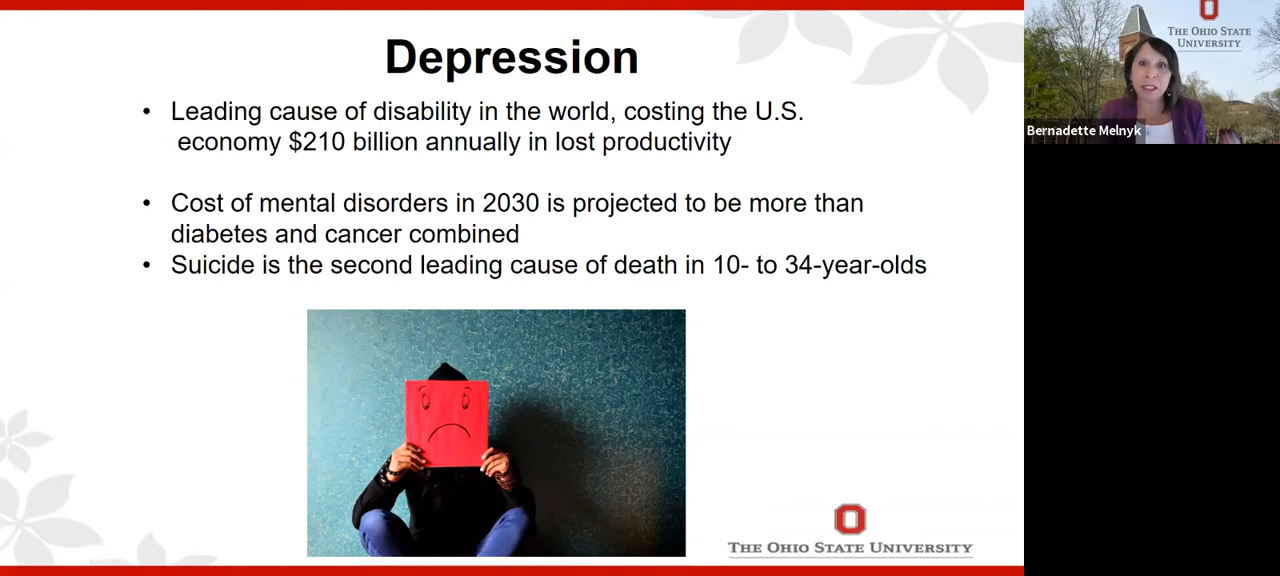 Depression
• Leading cause of disability in the world, costing the U.S.
economy $210 billion annually in lost productivity
• Cost of mental disorders in 2030 is projected to be more than
diabetes and cancer combined
• Suicide is the second leading cause of death in 10- to 34-year-olds
THE OHIO STATE UNIVERSITY
THE OHIO STATE
UNIVERSITY
Bernadette Melnyk